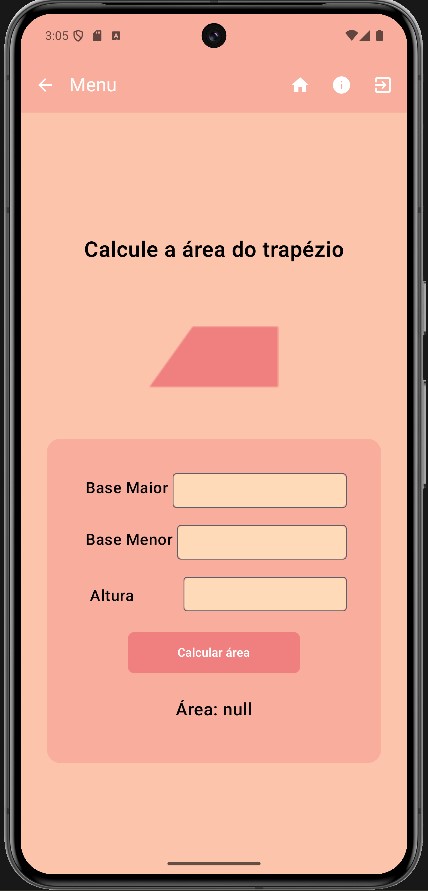 3:05
Menu
Calcule a área do trapézio
Base Maior
Base Menor
Altura
Calcular área
Área: null